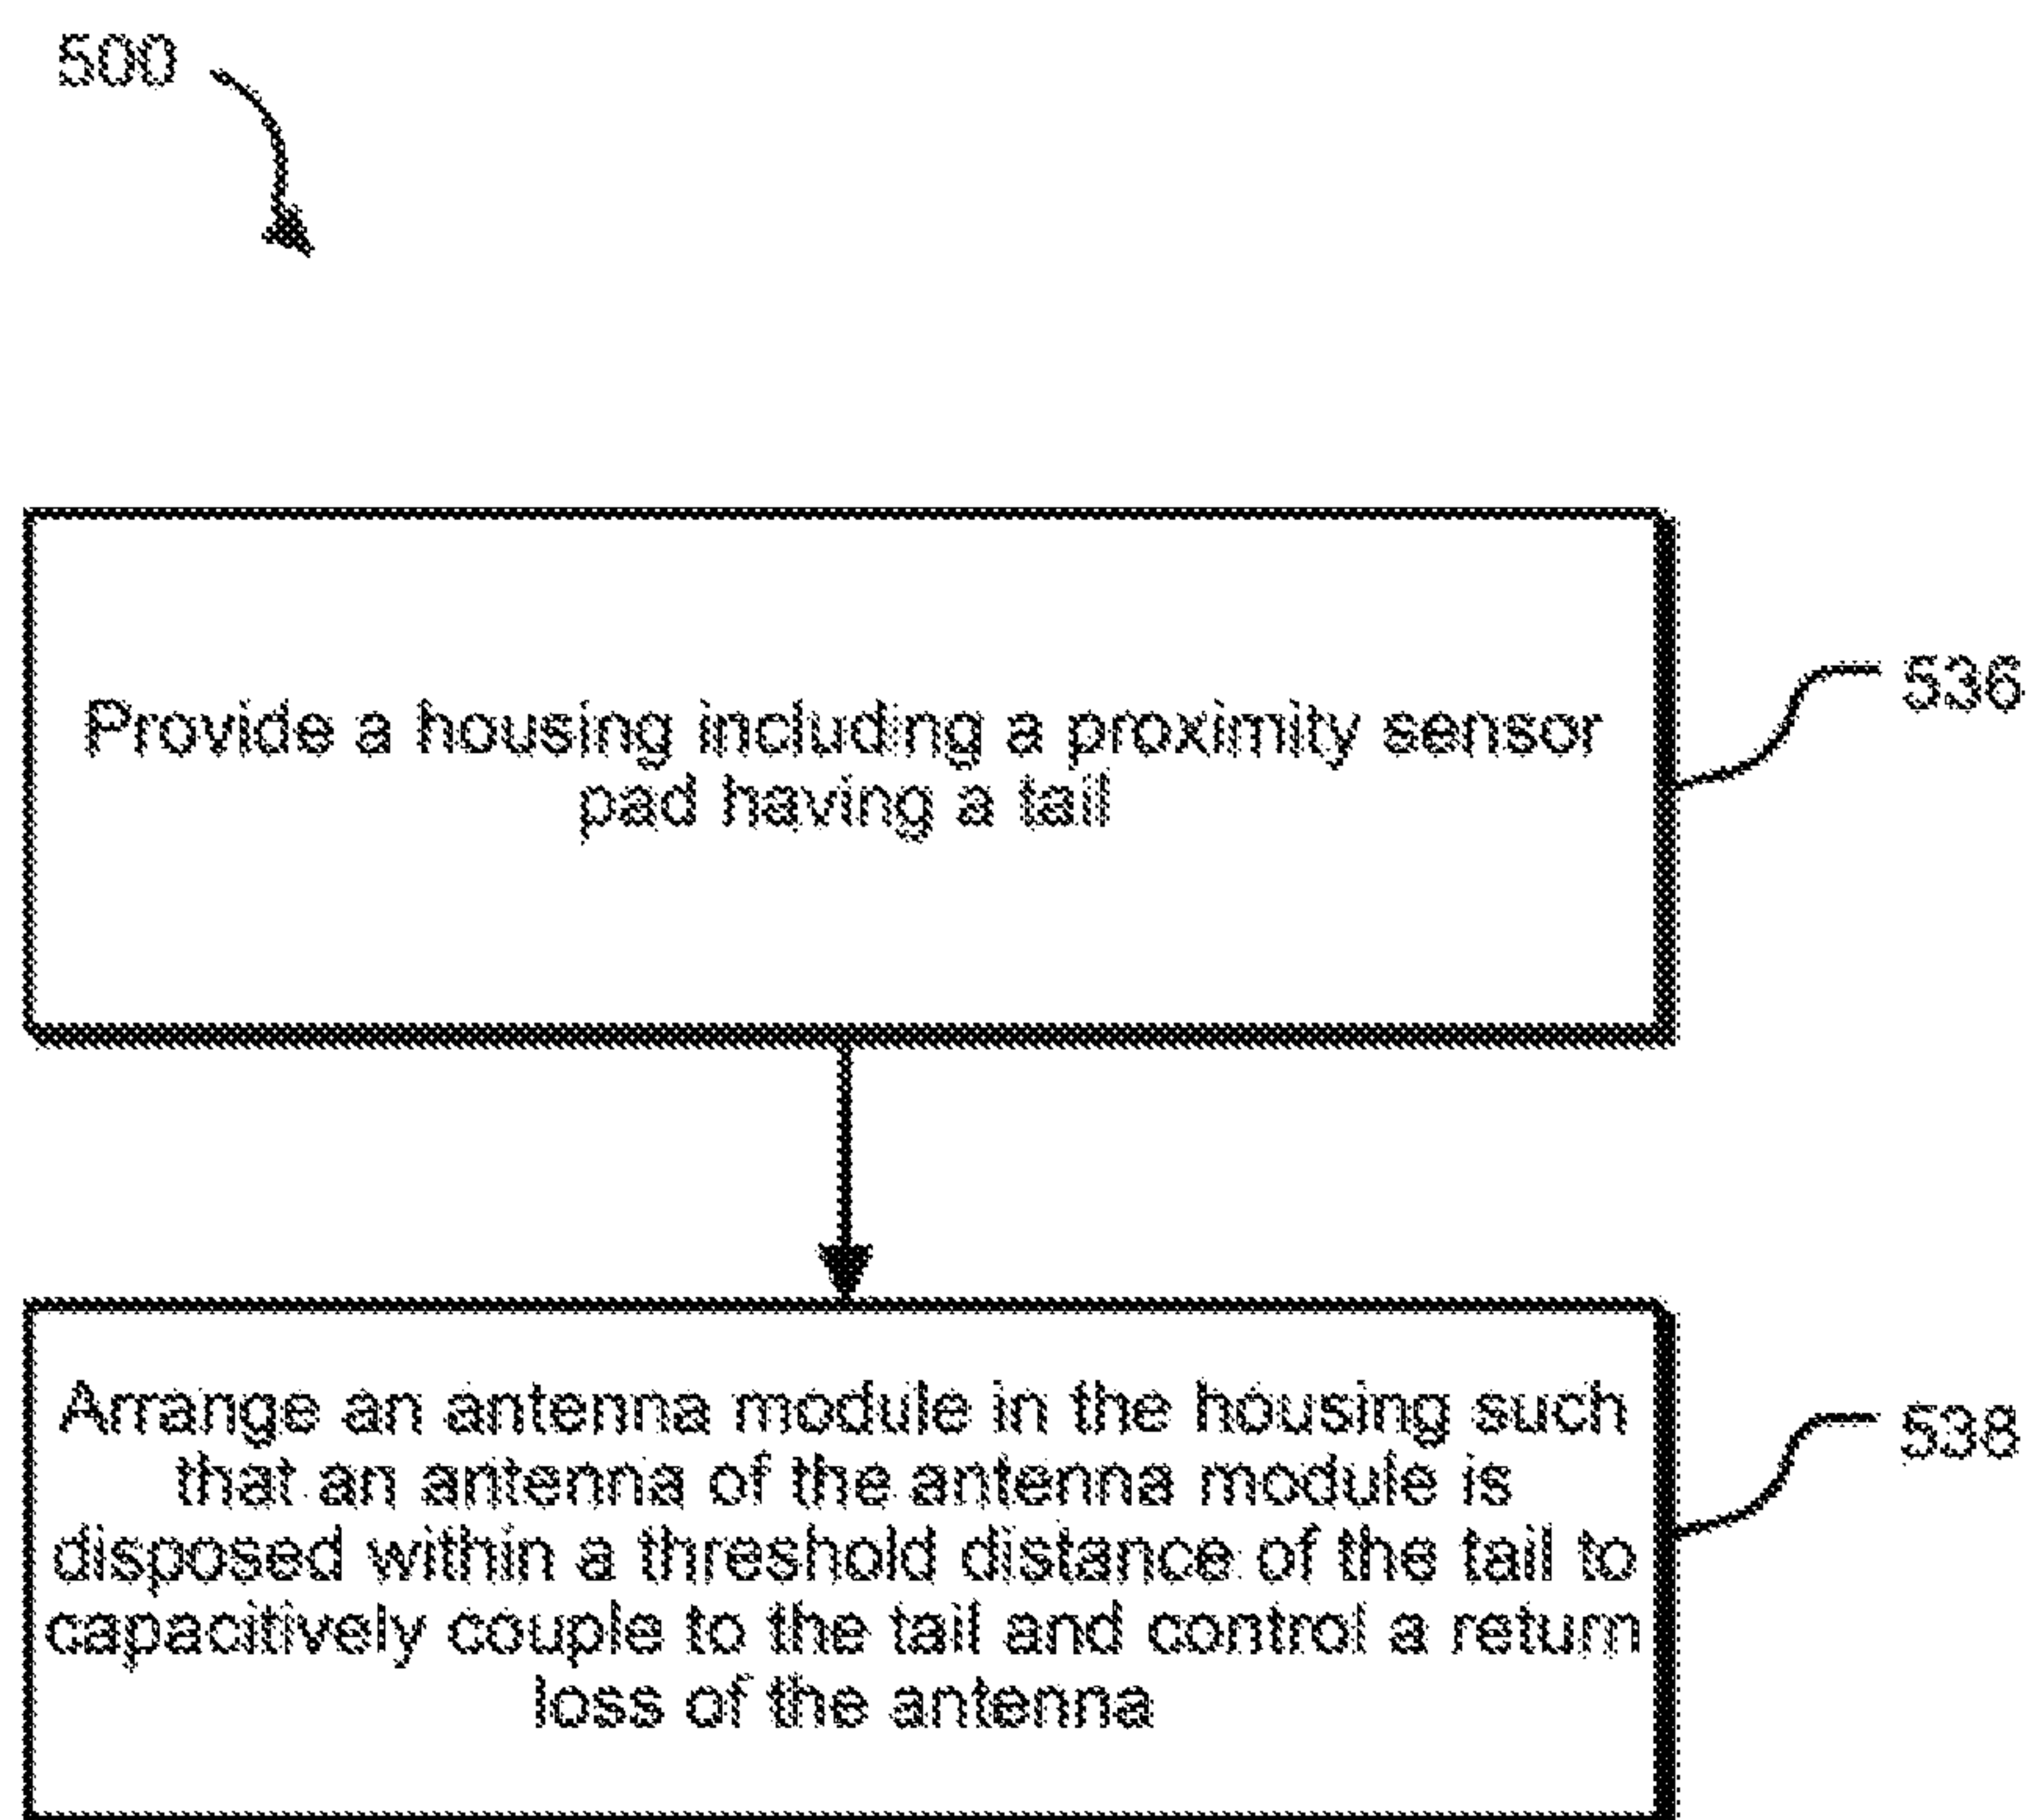 500
Provide a housing including a proximity sensor
pad having a tail
536
Arrange an antenna module in the housing such
that an antenna of the antenna module is
disposed within a threshold distance of the tail to
capacitively couple to the tail and control a return
loss of the antenna
538